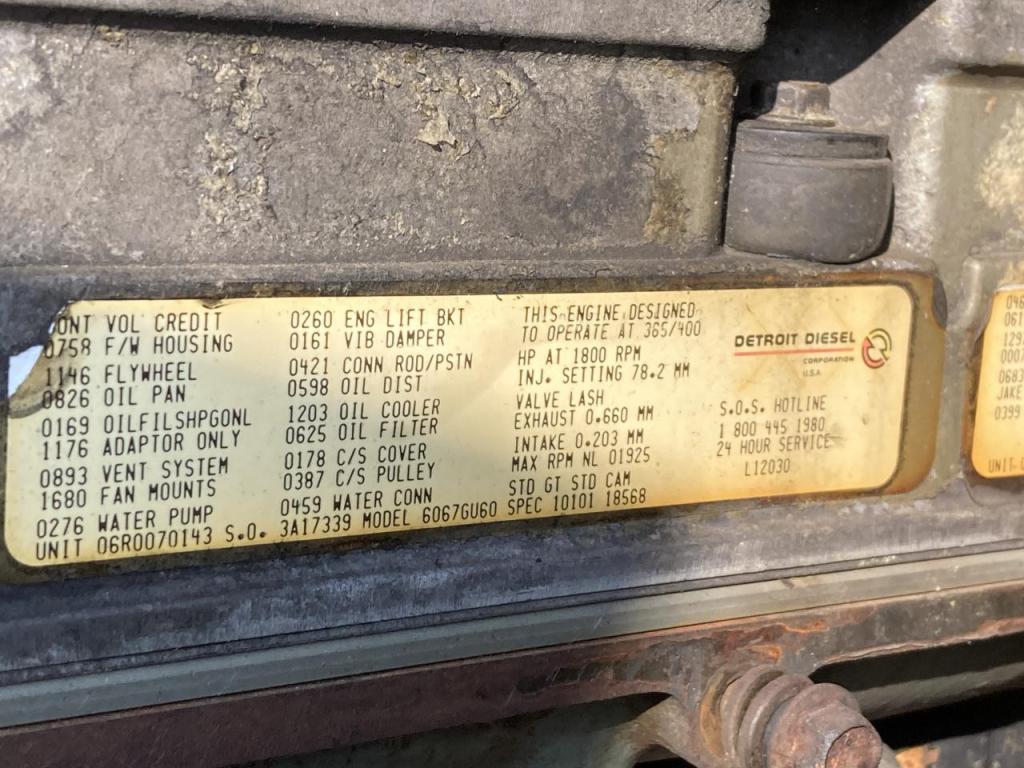 CONT VOL CREDIT
0758 F/W HOUSING
1146 FLYWHEEL
0826 OIL PAN
0169 OILFILSHPGONL
1176 ADAPTOR ONLY
0893 VENT SYSTEM
1680 FAN MOUNTS
0276 WATER PUMP
0260 ENG LIFT BKT
0161 VIB DAMPER
0421 CONN ROD/PSTN
0598 OIL DIST
1203 OIL COOLER
0625 OIL FILTER
0178 C/S COVER
0387 C/S PULLEY
0459 WATER CONN
THIS ENGINE DESIGNED
TO OPERATE AT 365/400
HP AT 1800 RPM
INJ. SETTING 78.2 MM
VALVE LASH
EXHAUST 0.660 MM
INTAKE 0.203 MM
MAX RPM NL 01925
STD GT STD CAM
UNIT 06R0070143 S.O. 3A17339 MODEL 6067GU60 SPEC 10101 18568
DETROIT DIESEL
CORPORATION
U.S.A
S.O.S. HOTLINE
1 800 445 1980
24 HOUR SERVICE
L12030
JAKE
0399